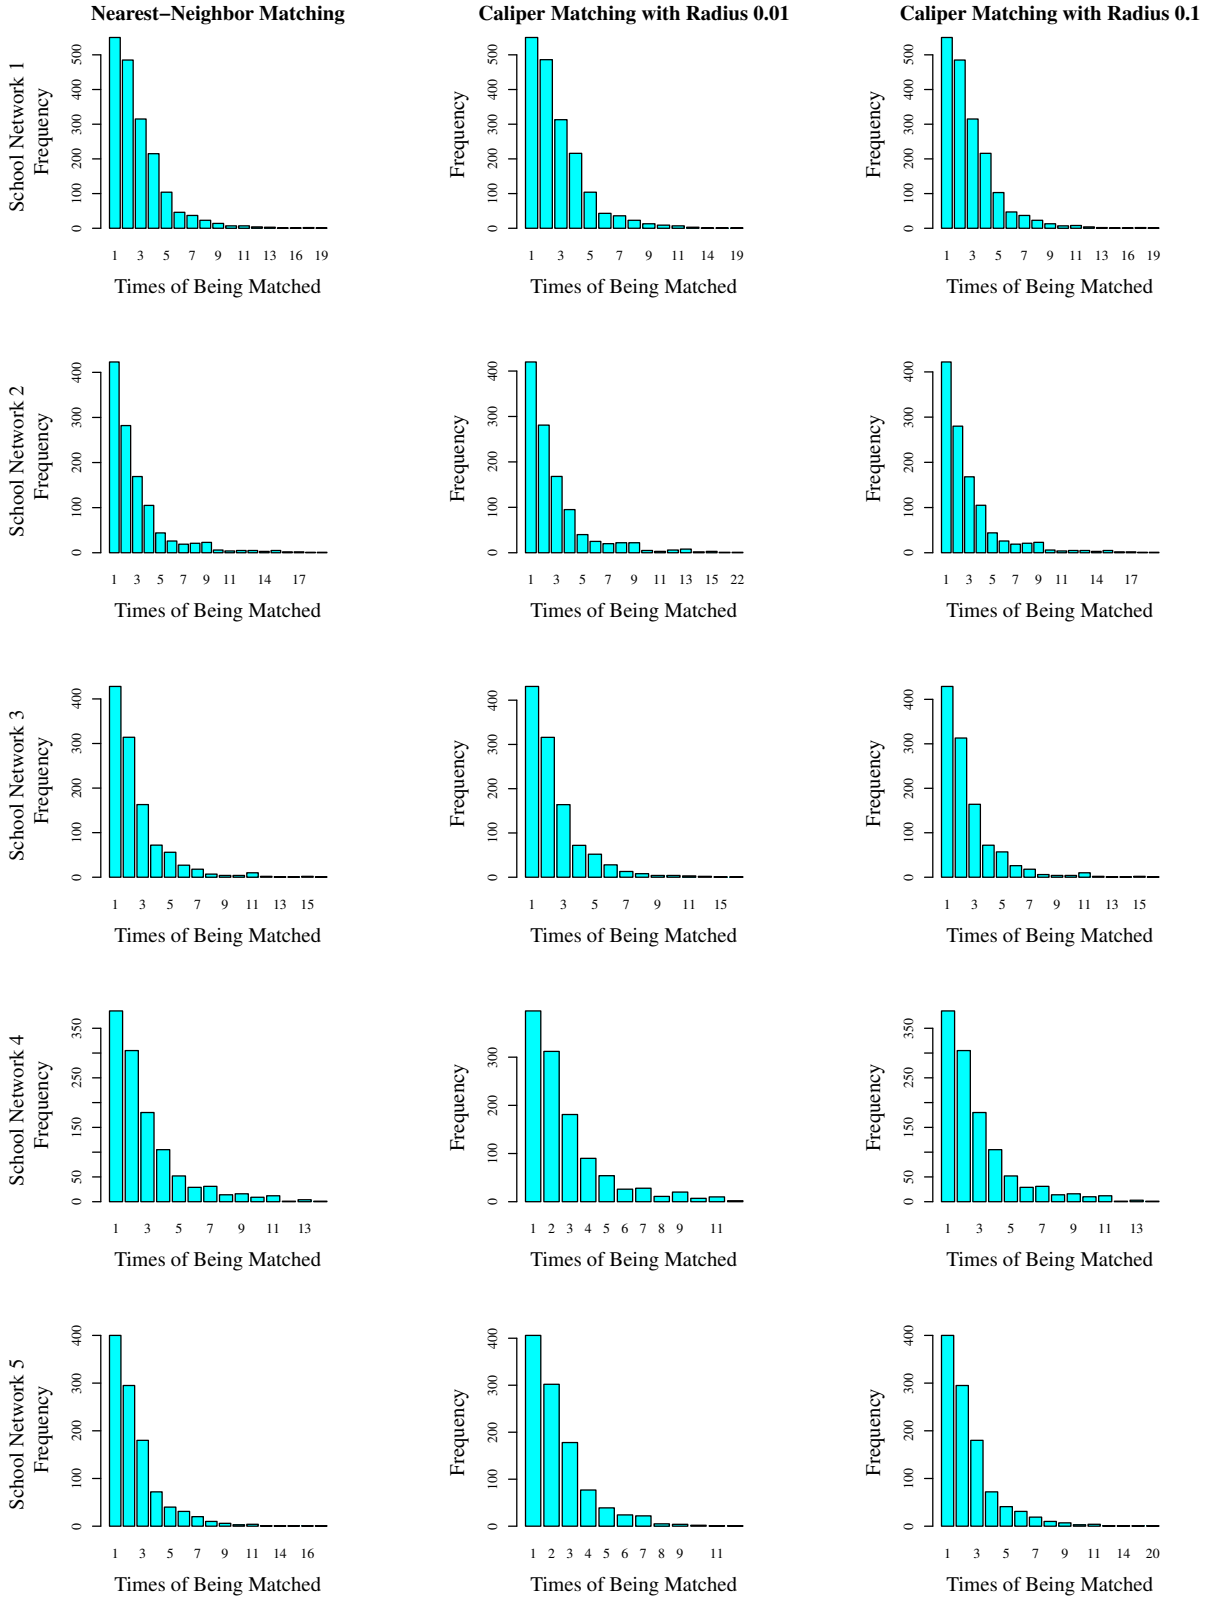 Nearest−Neighbor Matching
Caliper Matching with Radius 0.01
Caliper Matching with Radius 0.1
School Network 1
Frequency
0 100 200 300 400 500
1 3 5 7 9 11 13 16 19
Times of Being Matched
Frequency
0 100 200 300 400 500
1 3 5 7 9 11 14 19
Times of Being Matched
Frequency
0 100 200 300 400 500
1 3 5 7 9 11 13 16 19
Times of Being Matched
School Network 2
Frequency
0 100 200 300 400
1 3 5 7 9 11 14 17
Times of Being Matched
Frequency
0 100 200 300 400
1 3 5 7 9 11 13 15 22
Times of Being Matched
Frequency
0 100 200 300 400
1 3 5 7 9 11 14 17
Times of Being Matched
School Network 3
Frequency
0 100 200 300 400
1 3 5 7 9 11 13 15
Times of Being Matched
Frequency
0 100 200 300 400
1 3 5 7 9 11 15
Times of Being Matched
Frequency
0 100 200 300 400
1 3 5 7 9 11 13 15
Times of Being Matched
School Network 4
Frequency
0 50 150 250 350
1 3 5 7 9 11 13
Times of Being Matched
Frequency
0 100 200 300
1 2 3 4 5 6 7 8 9 11
Times of Being Matched
Frequency
0 50 150 250 350
1 3 5 7 9 11 13
Times of Being Matched
School Network 5
Frequency
0 100 200 300 400
1 3 5 7 9 11 14 16
Times of Being Matched
Frequency
0 100 200 300 400
1 2 3 4 5 6 7 8 9 11
Times of Being Matched
Frequency
0 100 200 300 400
1 3 5 7 9 11 14 20
Times of Being Matched